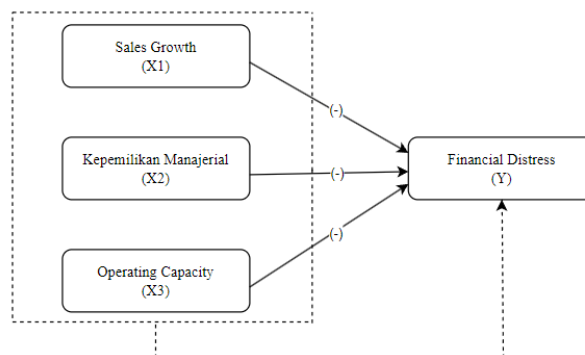 Sales Growth
(X1)
(-)
Kepemilikan Manajerial
(X2)
(-)
Financial Distress
(Y)
(-)
Operating Capacity
(X3)